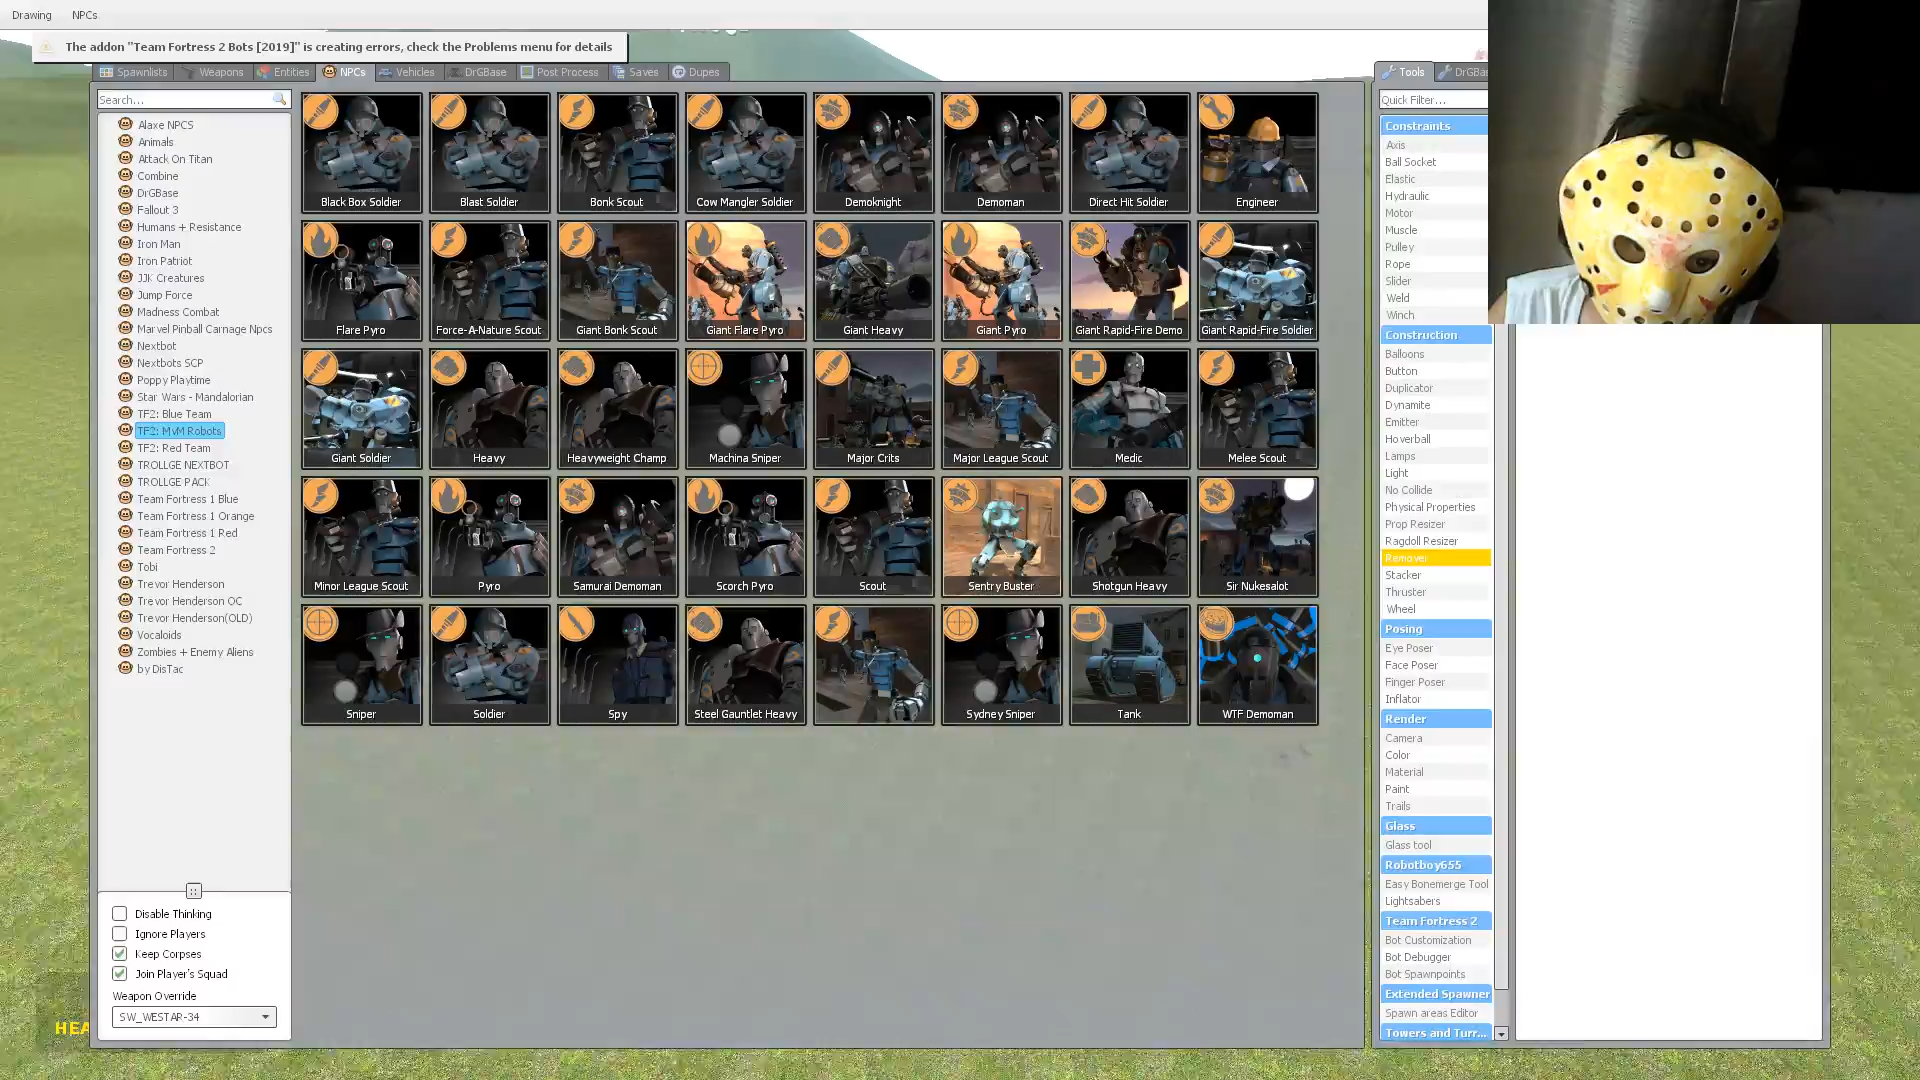 Drawing NPCs
The addon "Team Fortress 2 Bots [2019]" is creating errors, check the Problems menu for details
Spawnlists Weapons Entities NPCs Vehicles DrGBase Post Process Saves Dupes
Search...
Alaxe NPCS
Animals
Attack On Titan
Combine
DrGBase
Fallout 3
Humans + Resistance
Iron Man
Iron Patriot
JJK Creatures
Jump Force
Madness Combat
Marvel Pinball Carnage Npcs
Nextbot
Nextbots SCP
Poppy Playtime
Star Wars - Mandalorian
TF2: Blue Team
TF2: MvM Robots
TF2: Red Team
TROLLGE NEXTBOT
TROLLGE PACK
Team Fortress 1 Blue
Team Fortress 1 Orange
Team Fortress 1 Red
Team Fortress 2
Tobi
Trevor Henderson
Trevor Henderson OC
Trevor Henderson(OLD)
Vocaloids
Zombies + Enemy Aliens
by DisTac
Disable Thinking
Ignore Players
Keep Corpses
Join Player's Squad
Weapon Override
SW_WESTAR-34
HEA
Black Box Soldier Blast Soldier Bonk Scout Cow Mangler Soldier Demoknight Demoman Direct Hit Soldier Engineer
Flare Pyro Force-A-Nature Scout Giant Bonk Scout Giant Flare Pyro Giant Heavy Giant Pyro Giant Rapid-Fire Demo Giant Rapid-Fire Soldier
Giant Soldier Heavy Heavyweight Champ Machina Sniper Major Crits Major League Scout Medic Melee Scout
Minor League Scout Pyro Samurai Demoman Scorch Pyro Scout Sentry Buster Shotgun Heavy Sir Nukesalot
Sniper Soldier Spy Steel Gauntlet Heavy Sydney Sniper Tank WTF Demoman
Tools DrGBas
Quick Filter...
Constraints
Axis
Ball Socket
Elastic
Hydraulic
Motor
Muscle
Pulley
Rope
Slider
Weld
Winch
Construction
Balloons
Button
Duplicator
Dynamite
Emitter
Hoverball
Lamps
Light
No Collide
Physical Properties
Prop Resizer
Ragdoll Resizer
Remover
Stacker
Thruster
Wheel
Posing
Eye Poser
Face Poser
Finger Poser
Inflator
Render
Camera
Color
Material
Paint
Trails
Glass
Glass tool
Robotboy655
Easy Bonemerge Tool
Lightsabers
Team Fortress 2
Bot Customization
Bot Debugger
Bot Spawnpoints
Extended Spawner
Spawn areas Editor
Towers and Turr...